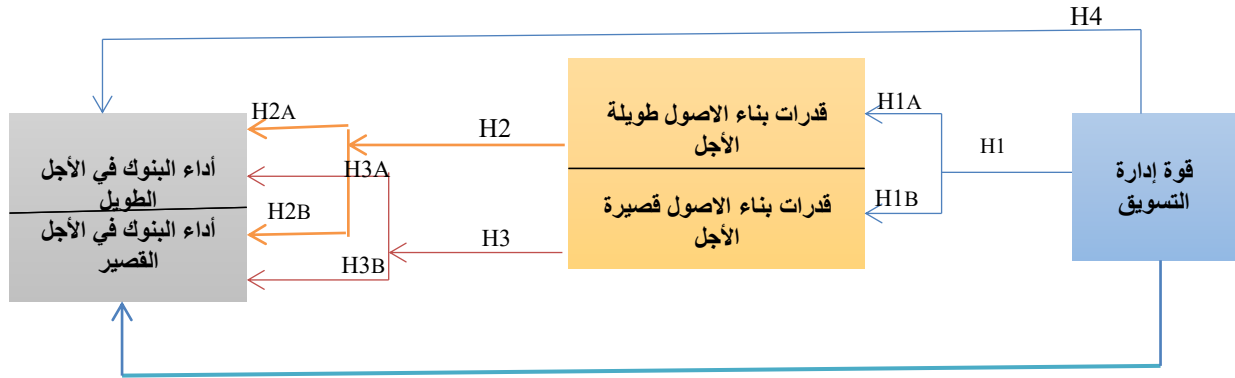 H4
قوة إدارة
التسويق
H1
H1A
H1B
قدرات بناء الاصول طويلة
الأجل
قدرات بناء الاصول قصيرة
الأجل
H2
H2A
H2B
H3
H3A
H3B
أداء البنوك في الأجل
الطويل
أداء البنوك في الأجل
القصير